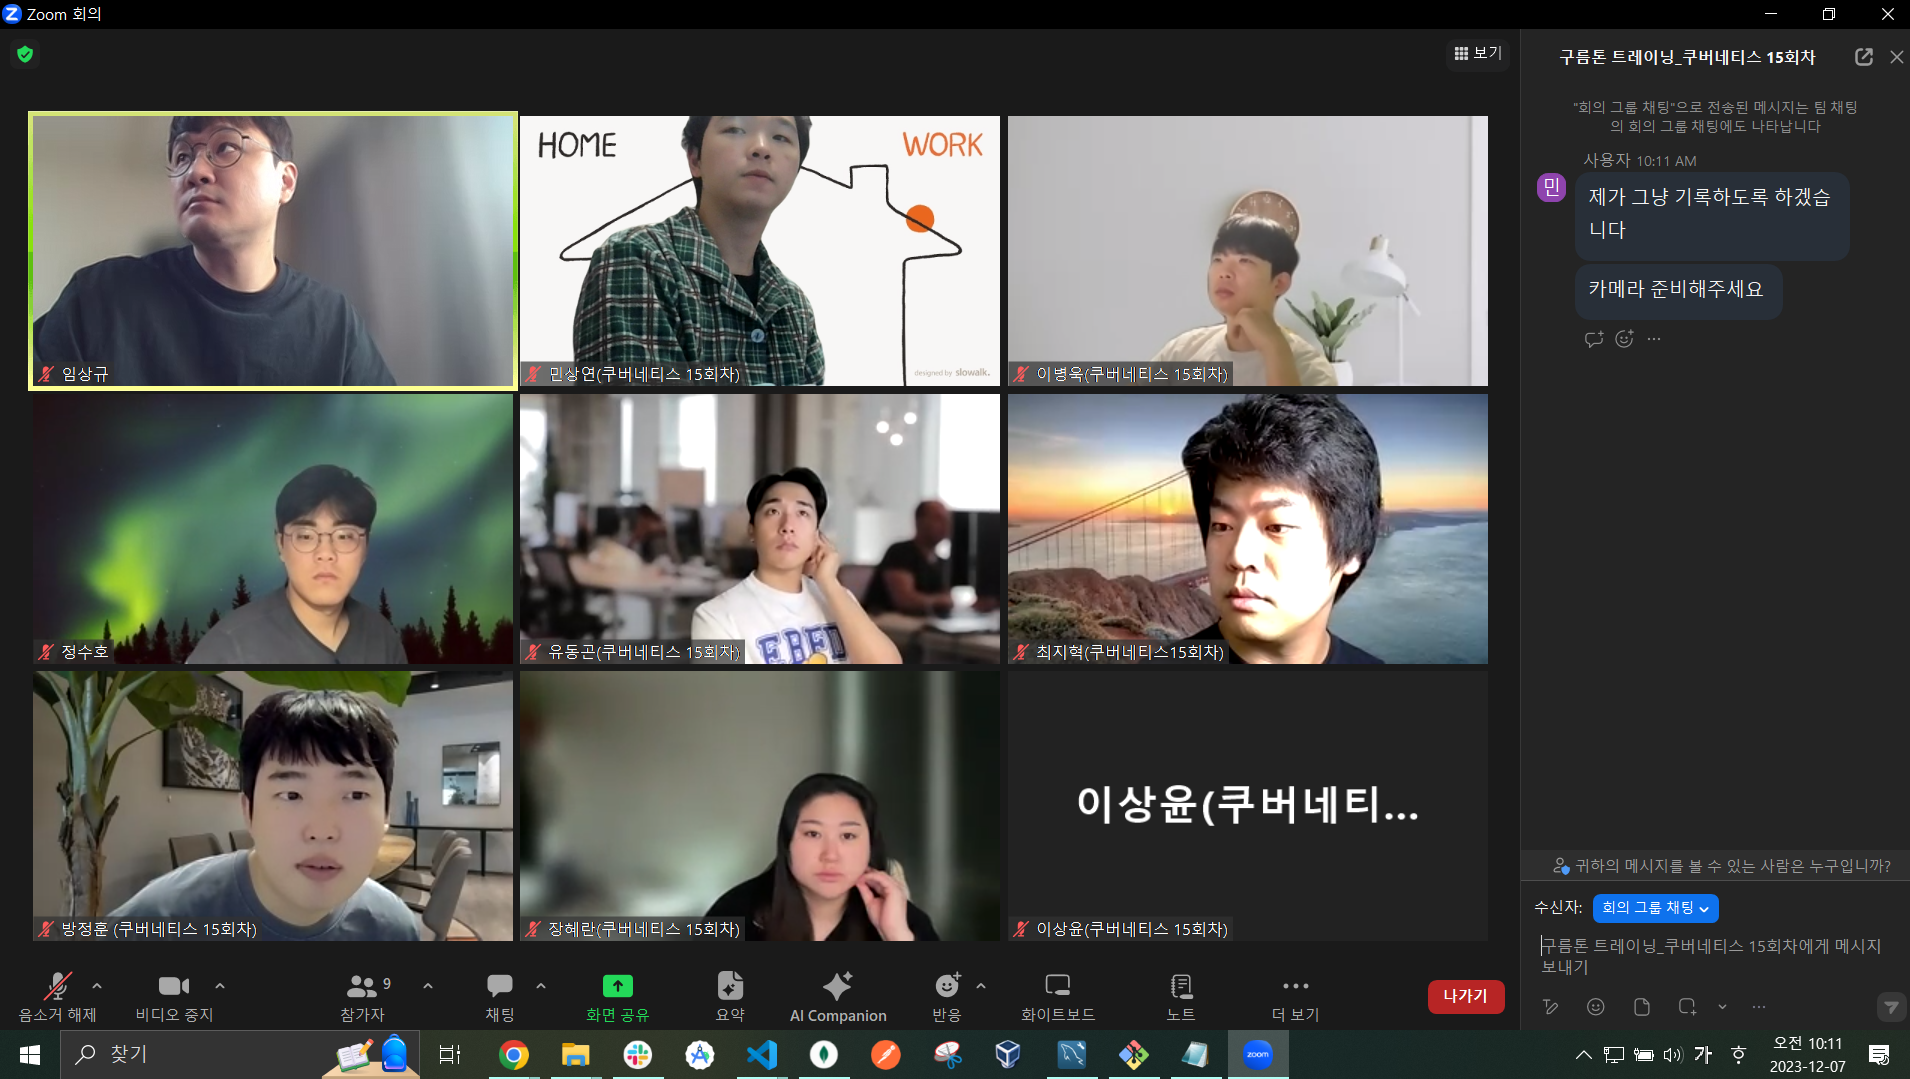 Zoom 회의
보기
HOME
WORK
designed by slowalk.
임상규
민상연(쿠버네티스 15회차)
이병욱(쿠버네티스 15회차)
정수호
유동곤(쿠버네티스 15회차)
최지혁(쿠버네티스15회차)
방정훈 (쿠버네티스 15회차)
장혜란(쿠버네티스 15회차)
이상윤(쿠버네티...
이상윤(쿠버네티스 15회차)
구름톤 트레이닝_쿠버네티스 15회차
"회의 그룹 채팅"으로 전송된 메시지는 팀 채팅
의 회의 그룹 채팅에도 나타납니다
사용자 10:11 AM
민
제가 그냥 기록하도록 하겠습
니다
카메라 준비해주세요
귀하의 메시지를 볼 수 있는 사람은 누구입니까?
수신자: 회의 그룹 채팅
구름톤 트레이닝_쿠버네티스 15회차에게 메시지
보내기
음소거 해제
비디오 중지
9
참가자
채팅
화면 공유
요약
AI Companion
반응
화이트보드
노트
더 보기
나가기
찾기
zoom
가
오전 10:11
2023-12-07